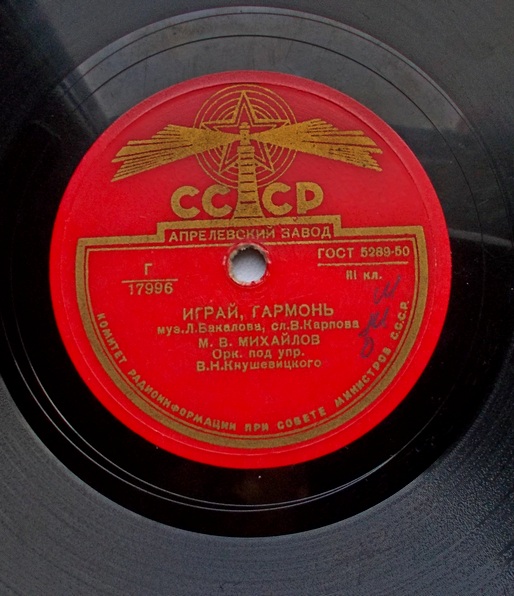 СССР
АПРЕЛЕВСКИЙ ЗАВОД
Г
17996
ГОСТ 5289-50
III кл.
ИГРАЙ, ГАРМОНЬ
муз. Л. Бакалова, сл. В. Карпова
М. В. МИХАЙЛОВ
Орк. под упр.
В. Н. Кнушевицкого
КОМИТЕТ РАДИОИНФОРМАЦИИ ПРИ СОВЕТЕ МИНИСТРОВ СССР.